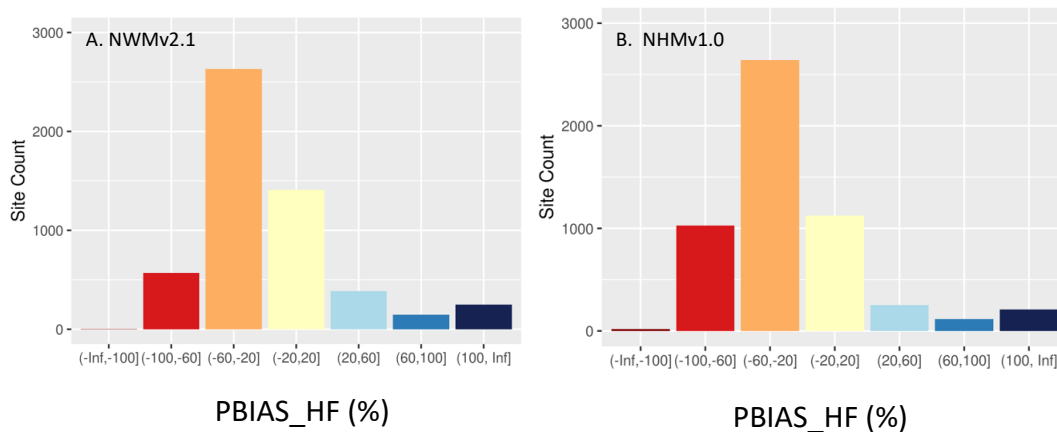 A. NWMv2.1
3000
2000
1000
0
Site Count
(-Inf,-100] (-100,-60] (-60,-20] (-20,20] (20,60] (60,100] (100, Inf]
PBIAS_HF (%)
B. NHMv1.0
3000
2000
1000
0
Site Count
(-Inf,-100] (-100,-60] (-60,-20] (-20,20] (20,60] (60,100] (100, Inf]
PBIAS_HF (%)